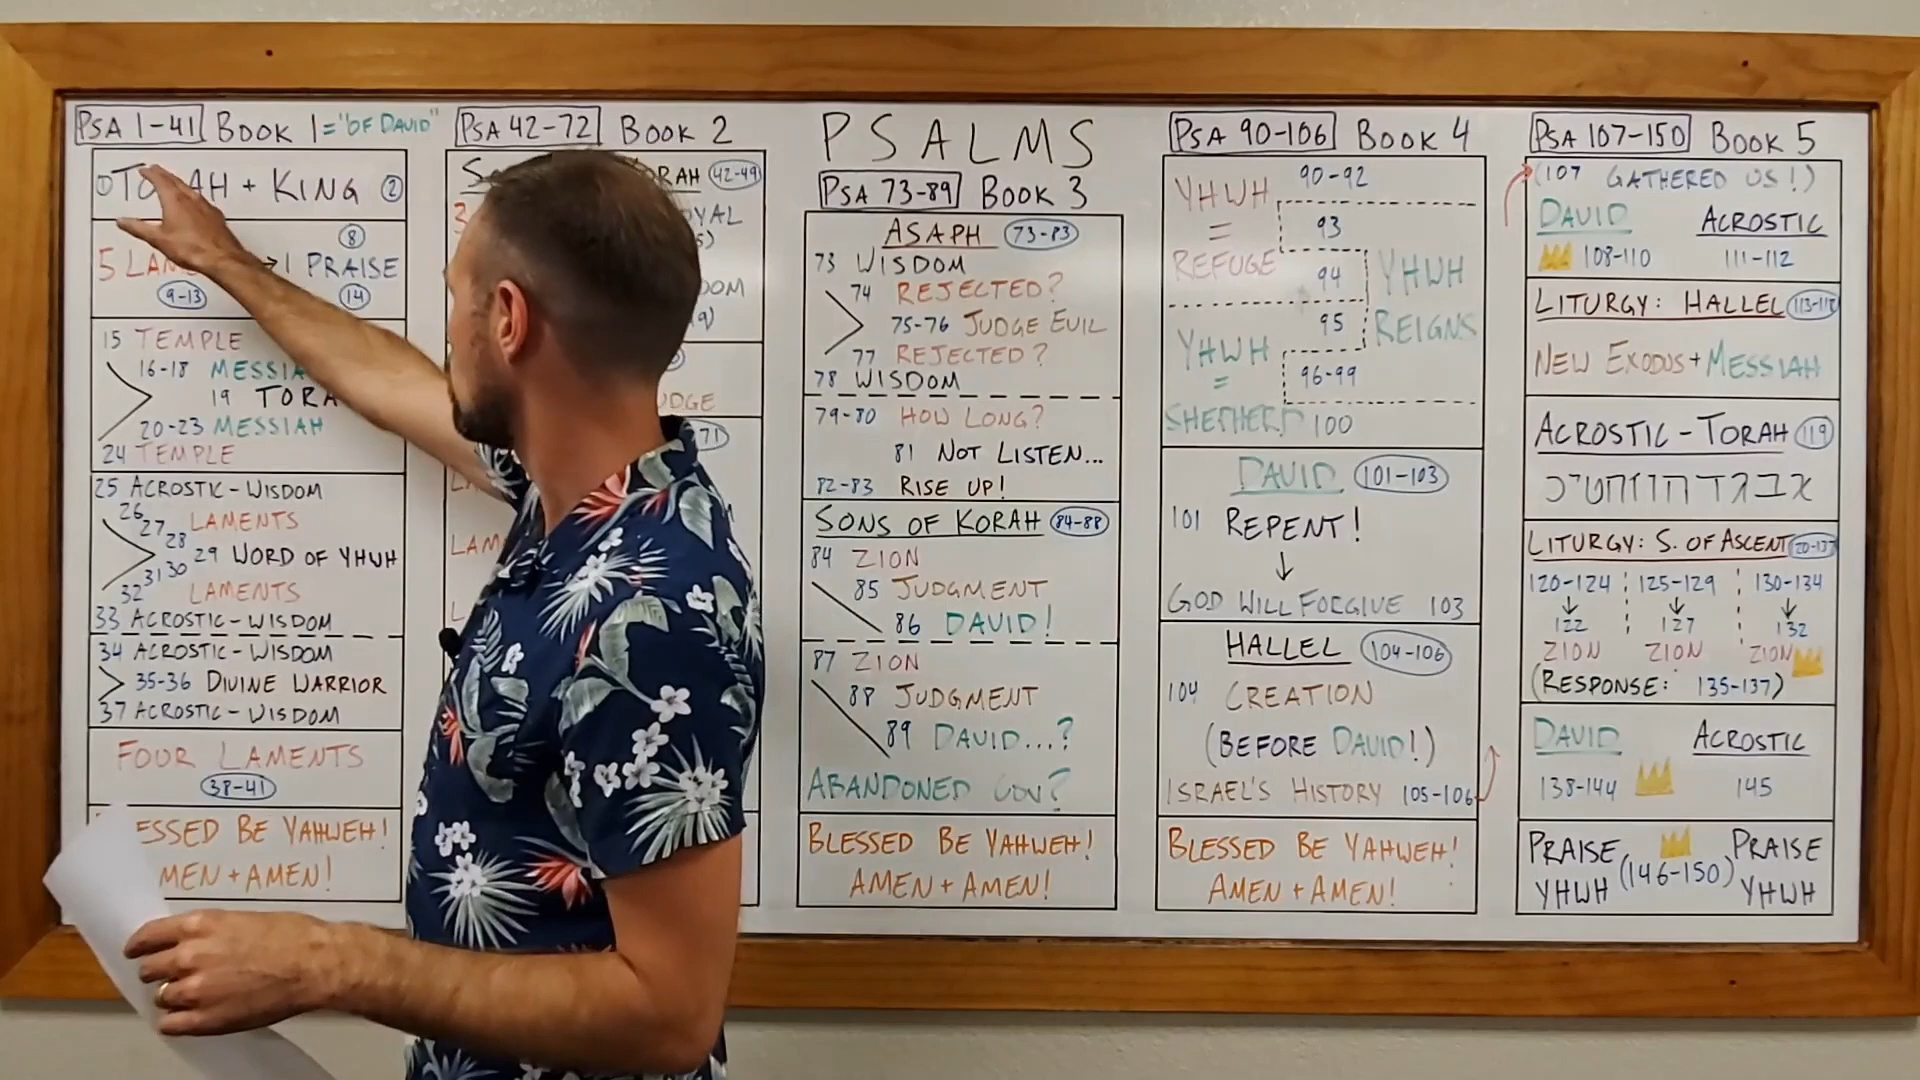 PSA 1-41 BOOK 1 = "OF DAVID"
① TORAH + KING ②
8
5 → 1 PRAISE
9-13 14
15 TEMPLE
16-18
19
20-23 MESSIAH
24 TEMPLE
25 ACROSTIC-WISDOM
26
27 LAMENTS
28
29 WORD OF YHWH
30
31
32 LAMENTS
33 ACROSTIC-WISDOM
34 ACROSTIC-WISDOM
35-36 DIVINE WARRIOR
37 ACROSTIC-WISDOM
FOUR LAMENTS
38-41
BE YAHWEH!
+ AMEN!
PSA 42-72 BOOK 2
42-49
PSALMS
PSA 73-89 BOOK 3
ASAPH 73-83
73 WISDOM
74 REJECTED?
75-76 JUDGE EVIL
77 REJECTED?
78 WISDOM
79-80 HOW LONG?
81 NOT LISTEN...
82-83 RISE UP!
SONS OF KORAH 84-88
84 ZION
85 JUDGMENT
86 DAVID!
87 ZION
88 JUDGMENT
89 DAVID...?
ABANDONED COV?
BLESSED BE YAHWEH!
AMEN + AMEN!
PSA 90-106 BOOK 4
YHWH 90-92
= 93
REFUGE 94 YHWH
YHWH 95 REIGNS
= 96-99
SHEPHERD 100
DAVID 101-103
101 REPENT!
↓
GOD WILL FORGIVE 103
HALLEL 104-106
104 CREATION
(BEFORE DAVID!)
ISRAEL'S HISTORY 105-106
BLESSED BE YAHWEH!
AMEN + AMEN!
PSA 107-150 BOOK 5
(107 GATHERED US!)
DAVID ACROSTIC
108-110 111-112
LITURGY: HALLEL
NEW EXODUS + MESSIAH
ACROSTIC-TORAH 119
LITURGY: S. OF ASCENT
120-124 125-129 130-134
↓ ↓ ↓
122 127 132
ZION ZION ZION
(RESPONSE: 135-137)
DAVID ACROSTIC
138-144 145
PRAISE PRAISE
YHWH (146-150) YHWH